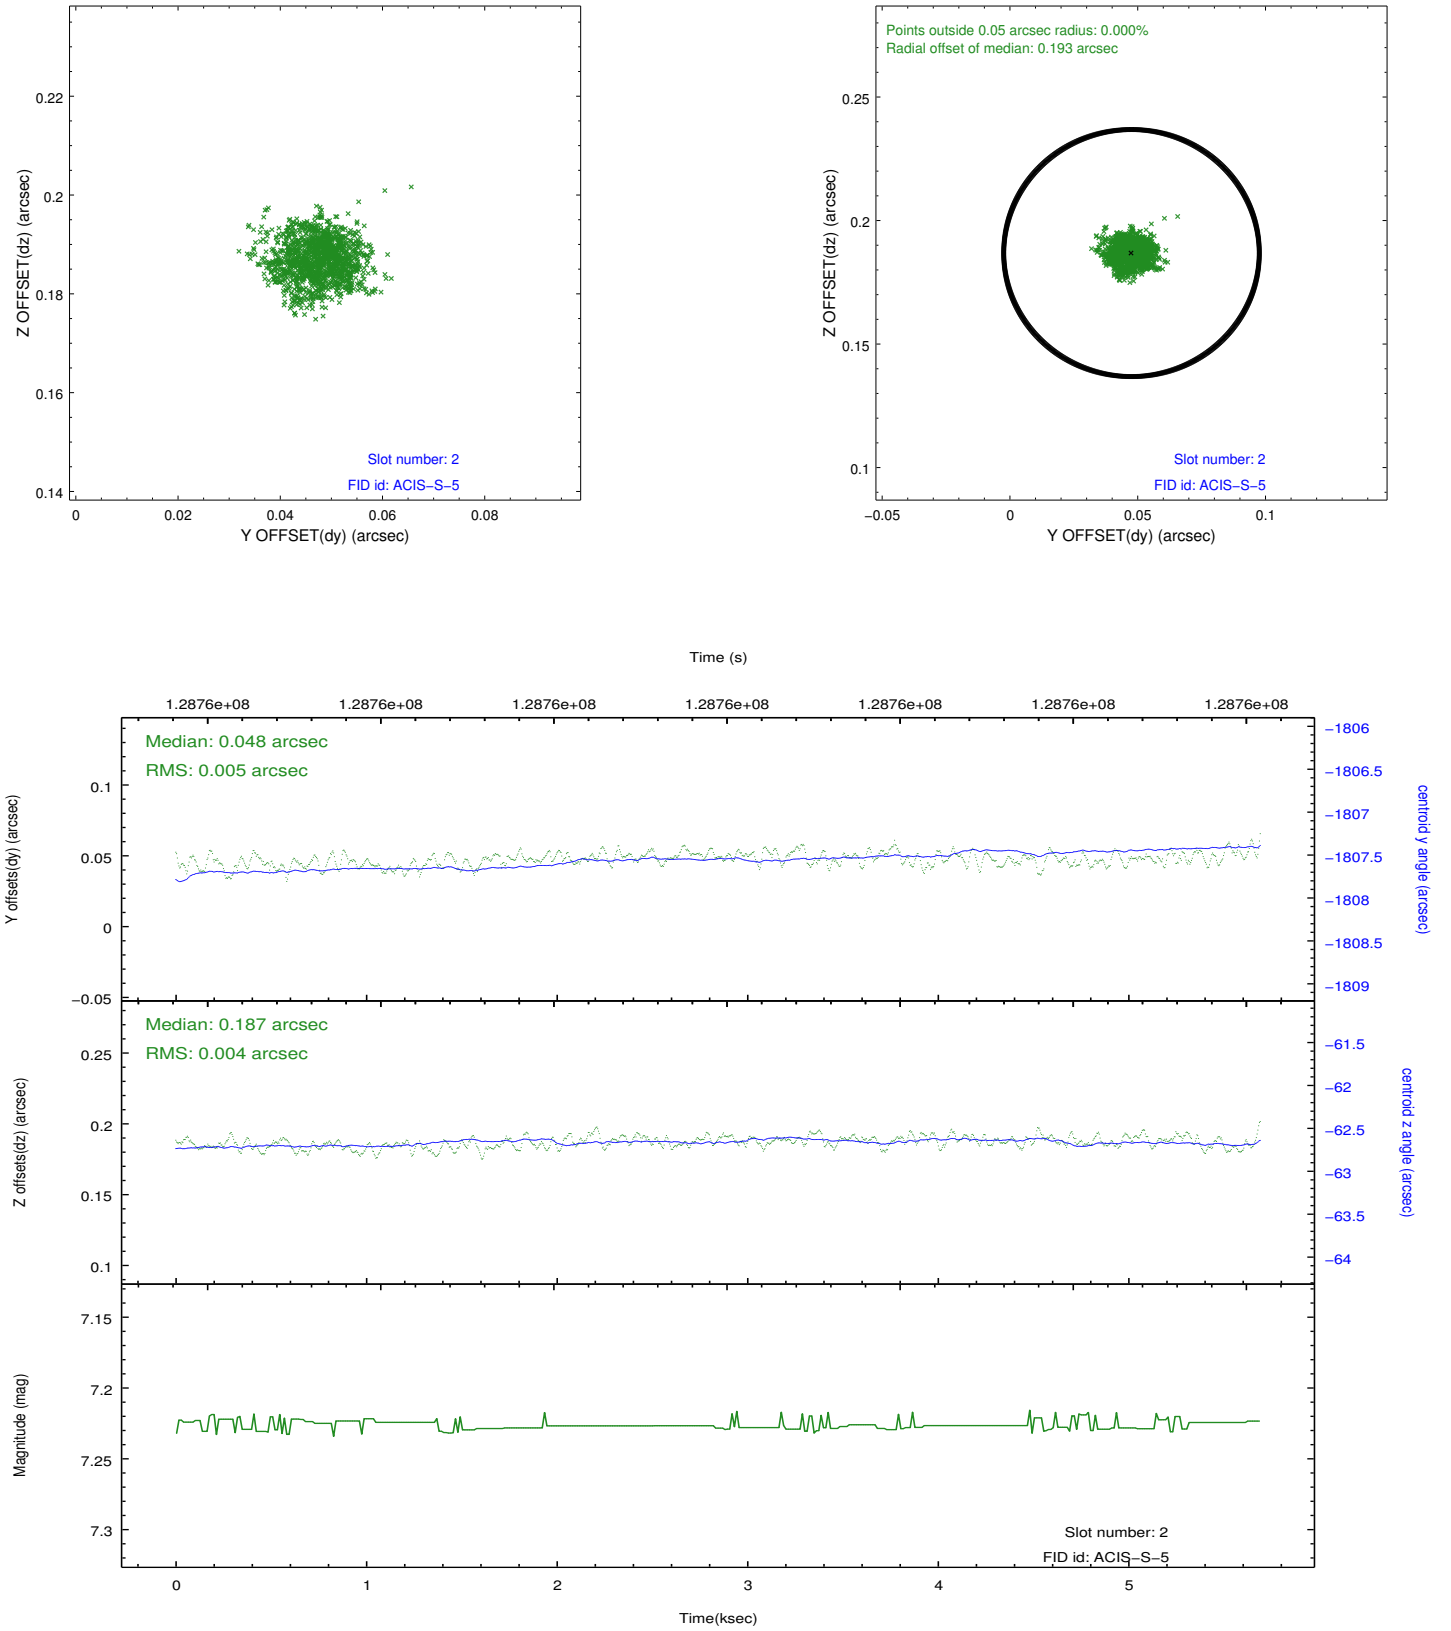 0.22
0.2
0.18
0.16
0.14
Z OFFSET(dz) (arcsec)
0
0.02
0.04
0.06
0.08
Y OFFSET(dy) (arcsec)
Slot number: 2
FID id: ACIS−S−5
Points outside 0.05 arcsec radius: 0.000%
Radial offset of median: 0.193 arcsec
0.25
0.2
0.15
0.1
Z OFFSET(dz) (arcsec)
−0.05
0
0.05
0.1
Y OFFSET(dy) (arcsec)
Slot number: 2
FID id: ACIS−S−5
Time (s)
1.2876e+08 1.2876e+08 1.2876e+08 1.2876e+08 1.2876e+08 1.2876e+08 1.2876e+08
Median: 0.048 arcsec
RMS: 0.005 arcsec
0.1
0.05
0
−0.05
Y offsets(dy) (arcsec)
−1806
−1806.5
−1807
−1807.5
−1808
−1808.5
−1809
centroid y angle (arcsec)
Median: 0.187 arcsec
RMS: 0.004 arcsec
0.25
0.2
0.15
0.1
Z offsets(dz) (arcsec)
−61.5
−62
−62.5
−63
−63.5
−64
centroid z angle (arcsec)
7.15
7.2
7.25
7.3
Magnitude (mag)
Slot number: 2
FID id: ACIS−S−5
0 1 2 3 4 5
Time(ksec)